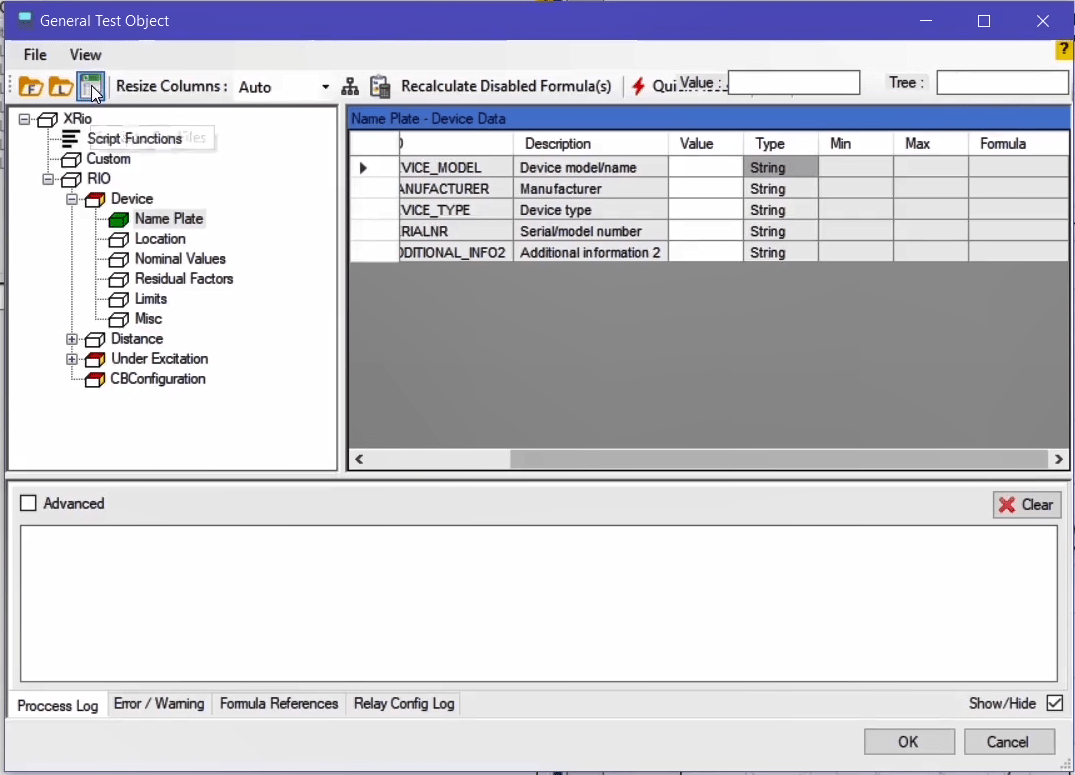 General Test Object
File View
?
F L Resize Columns : Auto Recalculate Disabled Formula(s) Value : Tree :
XRio
Script Functions
Custom
RIO
Device
Name Plate
Location
Nominal Values
Residual Factors
Limits
Misc
Distance
Under Excitation
CBConfiguration
Name Plate - Device Data
Description Value Type Min Max Formula
VICE_MODEL Device model/name String
ANUFACTURER Manufacturer String
VICE_TYPE Device type String
RIALNR Serial/model number String
DDITIONAL_INFO2 Additional information 2 String
Advanced Clear
Proccess Log Error / Warning Formula References Relay Config Log Show/Hide
OK Cancel